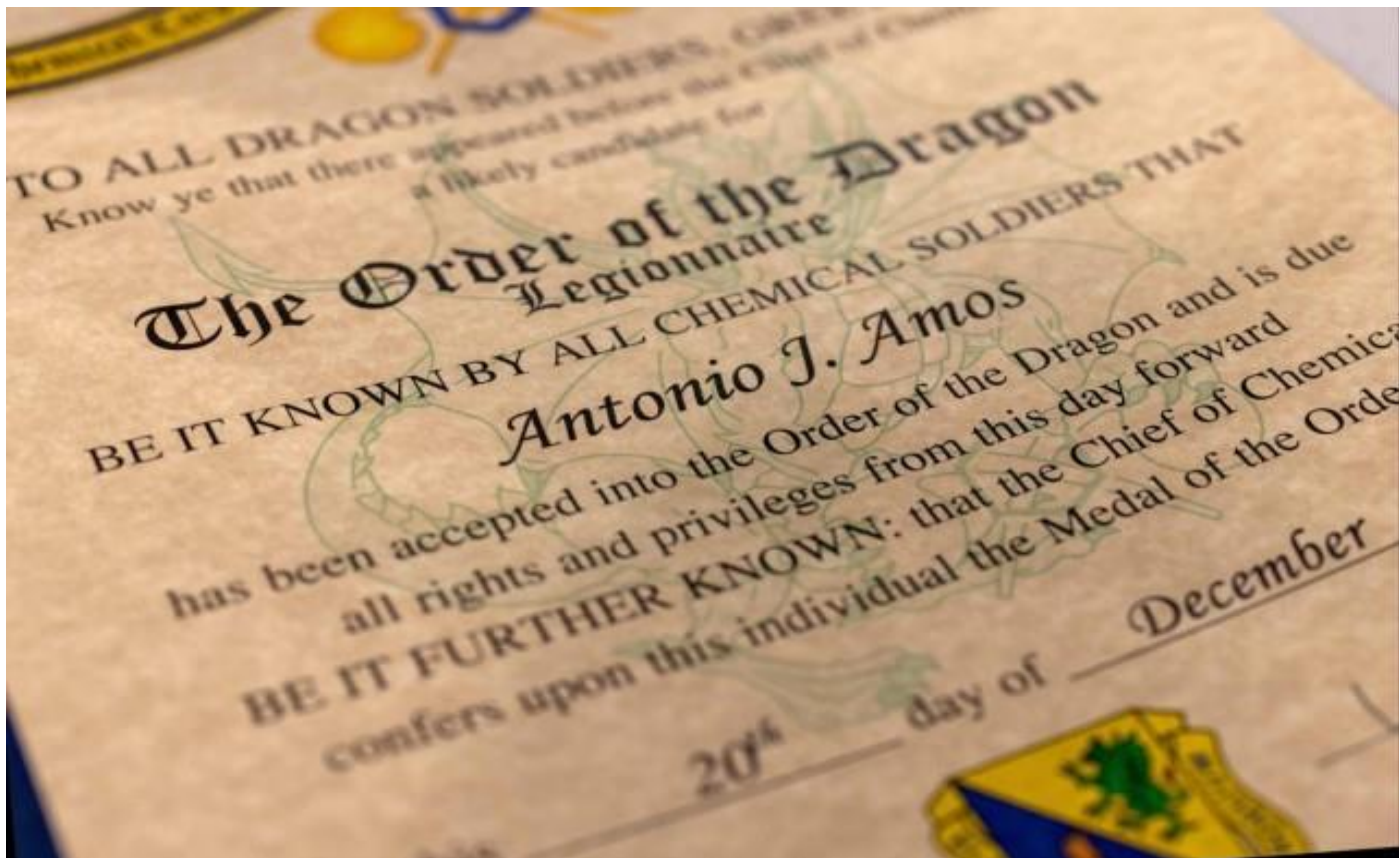 TO ALL DRAGON SOLDIERS,
Know ye that there appeared before the Chief of
a likely candidate for
The Order of the Dragon
Legionnaire
BE IT KNOWN BY ALL CHEMICAL SOLDIERS THAT
Antonio J. Amos
has been accepted into the Order of the Dragon and is due
all rights and privileges from this day forward
BE IT FURTHER KNOWN: that the Chief of Chemica
confers upon this individual the Medal of the Orde
20th day of December